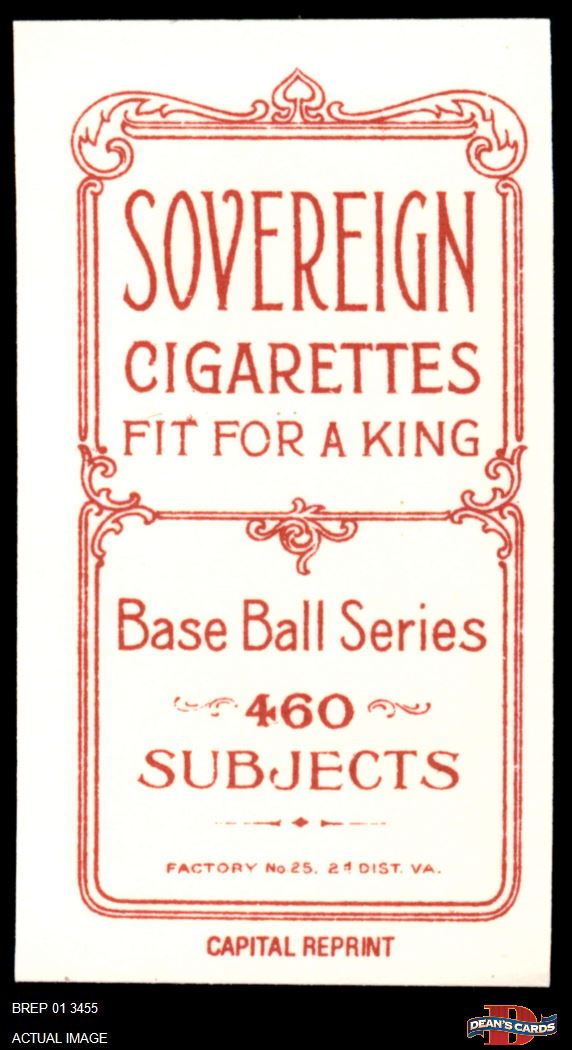 SOVEREIGN
CIGARETTES
FIT FOR A KING
Base Ball Series
460
SUBJECTS
FACTORY No. 25, 2d DIST. VA.
CAPITAL REPRINT
BREP 01 3455
ACTUAL IMAGE
D
DEAN'S CARDS